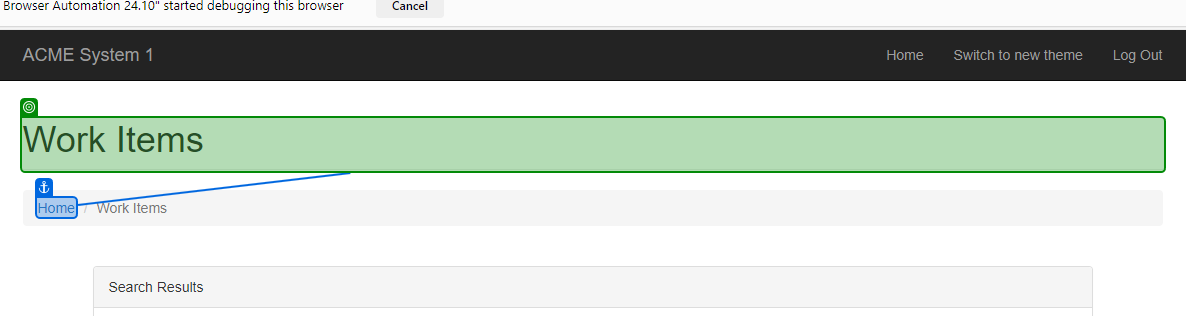 Browser Automation 24.10" started debugging this browser Cancel
ACME System 1 Home Switch to new theme Log Out
Work Items
Home / Work Items
Search Results